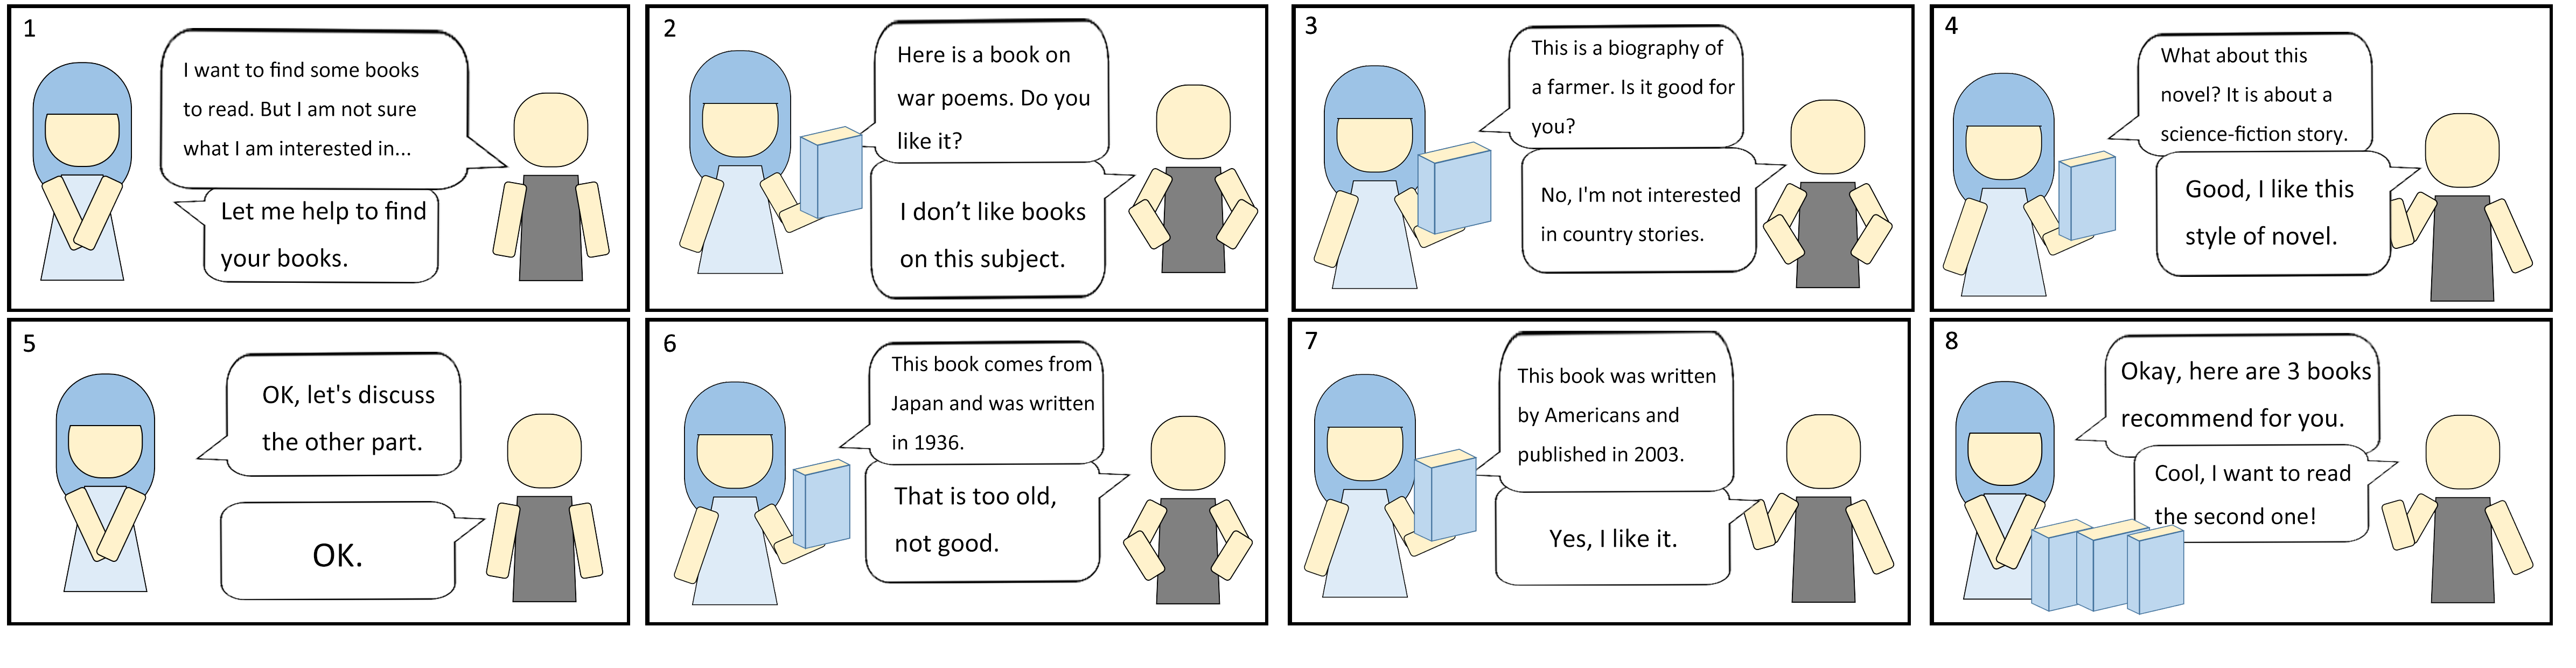 1
I want to find some books
to read. But I am not sure
what I am interested in...
Let me help to find
your books.
2
Here is a book on
war poems. Do you
like it?
I don’t like books
on this subject.
3
This is a biography of
a farmer. Is it good for
you?
No, I'm not interested
in country stories.
4
What about this
novel? It is about a
science-fiction story.
Good, I like this
style of novel.
5
OK, let's discuss
the other part.
OK.
6
This book comes from
Japan and was written
in 1936.
That is too old,
not good.
7
This book was written
by Americans and
published in 2003.
Yes, I like it.
8
Okay, here are 3 books
recommend for you.
Cool, I want to read
the second one!